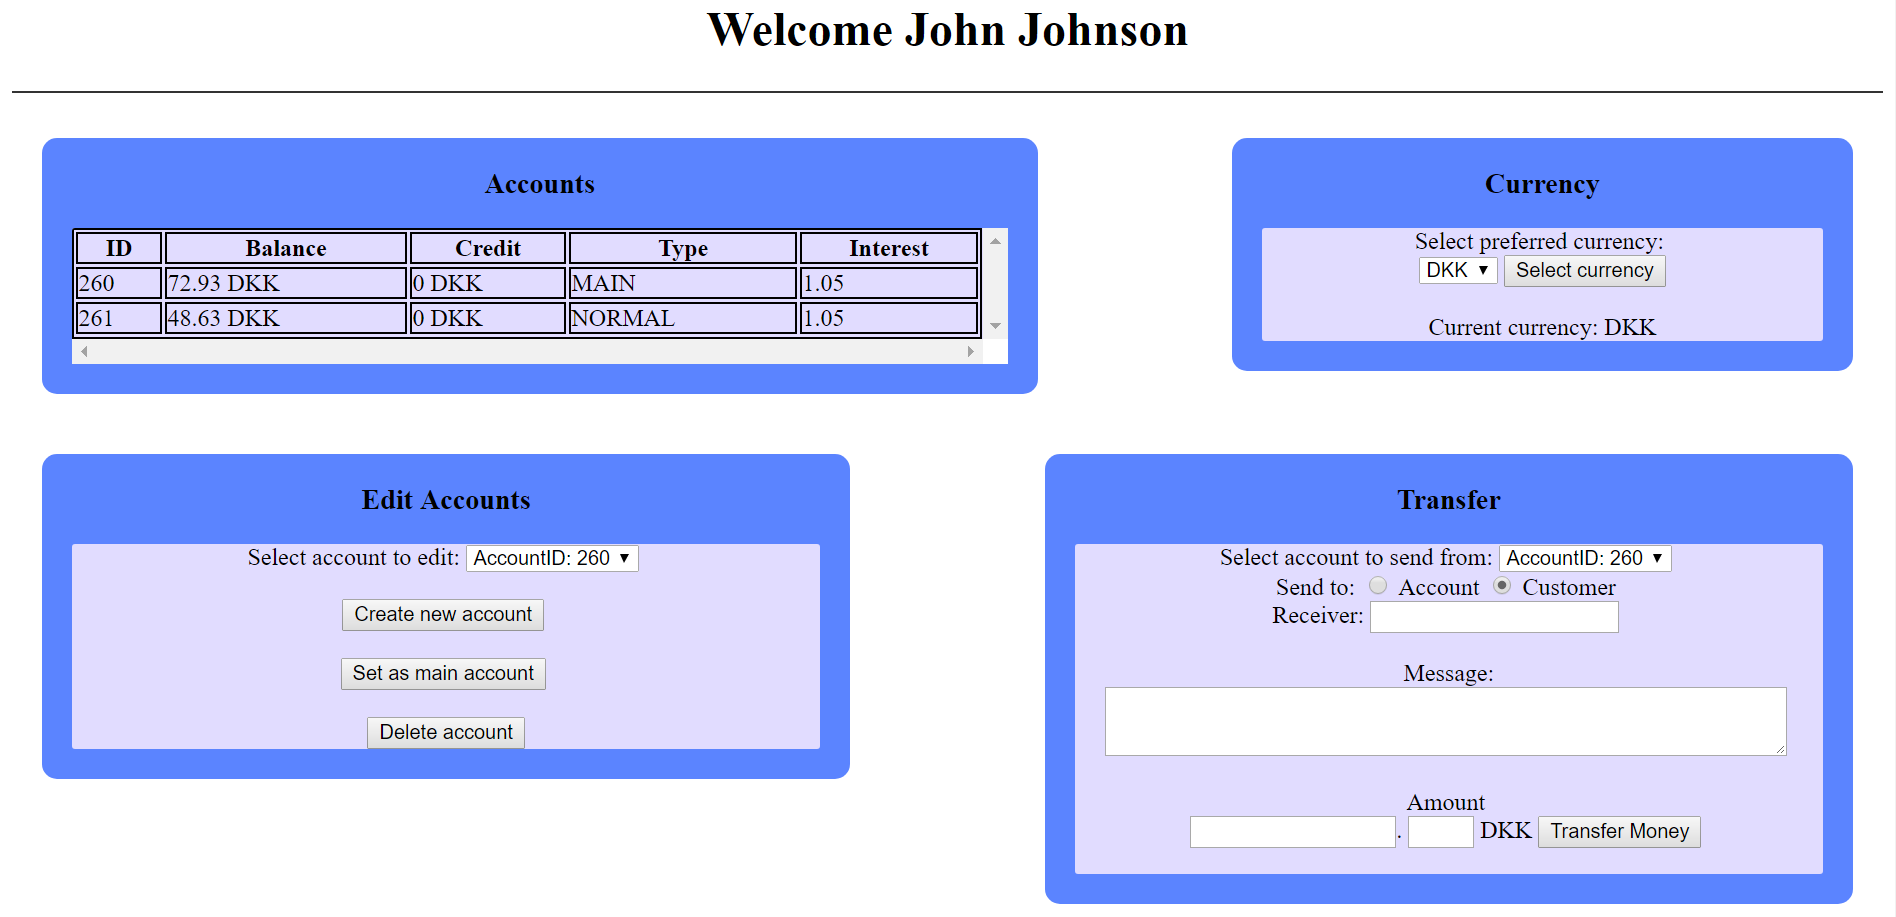 Welcome John Johnson
Accounts
ID Balance Credit Type Interest
260 72.93 DKK 0 DKK MAIN 1.05
261 48.63 DKK 0 DKK NORMAL 1.05
Currency
Select preferred currency:
DKK Select currency
Current currency: DKK
Edit Accounts
Select account to edit: AccountID: 260
Create new account
Set as main account
Delete account
Transfer
Select account to send from: AccountID: 260
Send to: Account Customer
Receiver:
Message:
Amount
. DKK Transfer Money